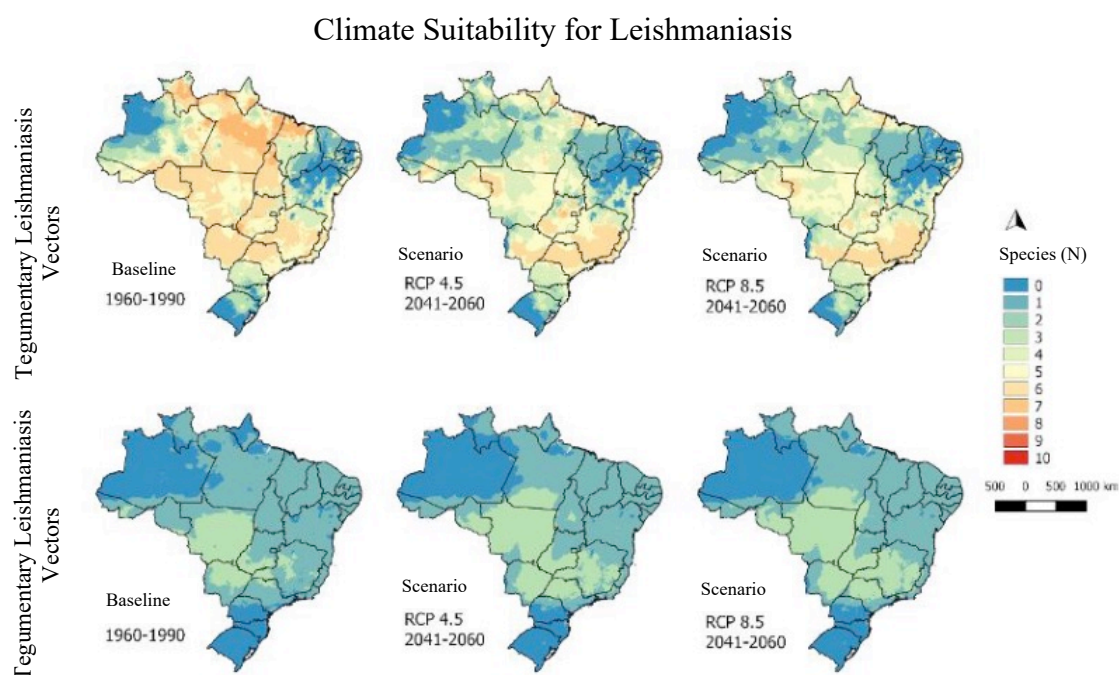 Climate Suitability for Leishmaniasis
Tegumentary Leishmaniasis
Vectors
Baseline
1960-1990
Scenario
RCP 4.5
2041-2060
Scenario
RCP 8.5
2041-2060
Species (N)
0
1
2
3
4
5
6
7
8
9
10
500 0 500 1000 km
Tegumentary Leishmaniasis
Vectors
Baseline
1960-1990
Scenario
RCP 4.5
2041-2060
Scenario
RCP 8.5
2041-2060